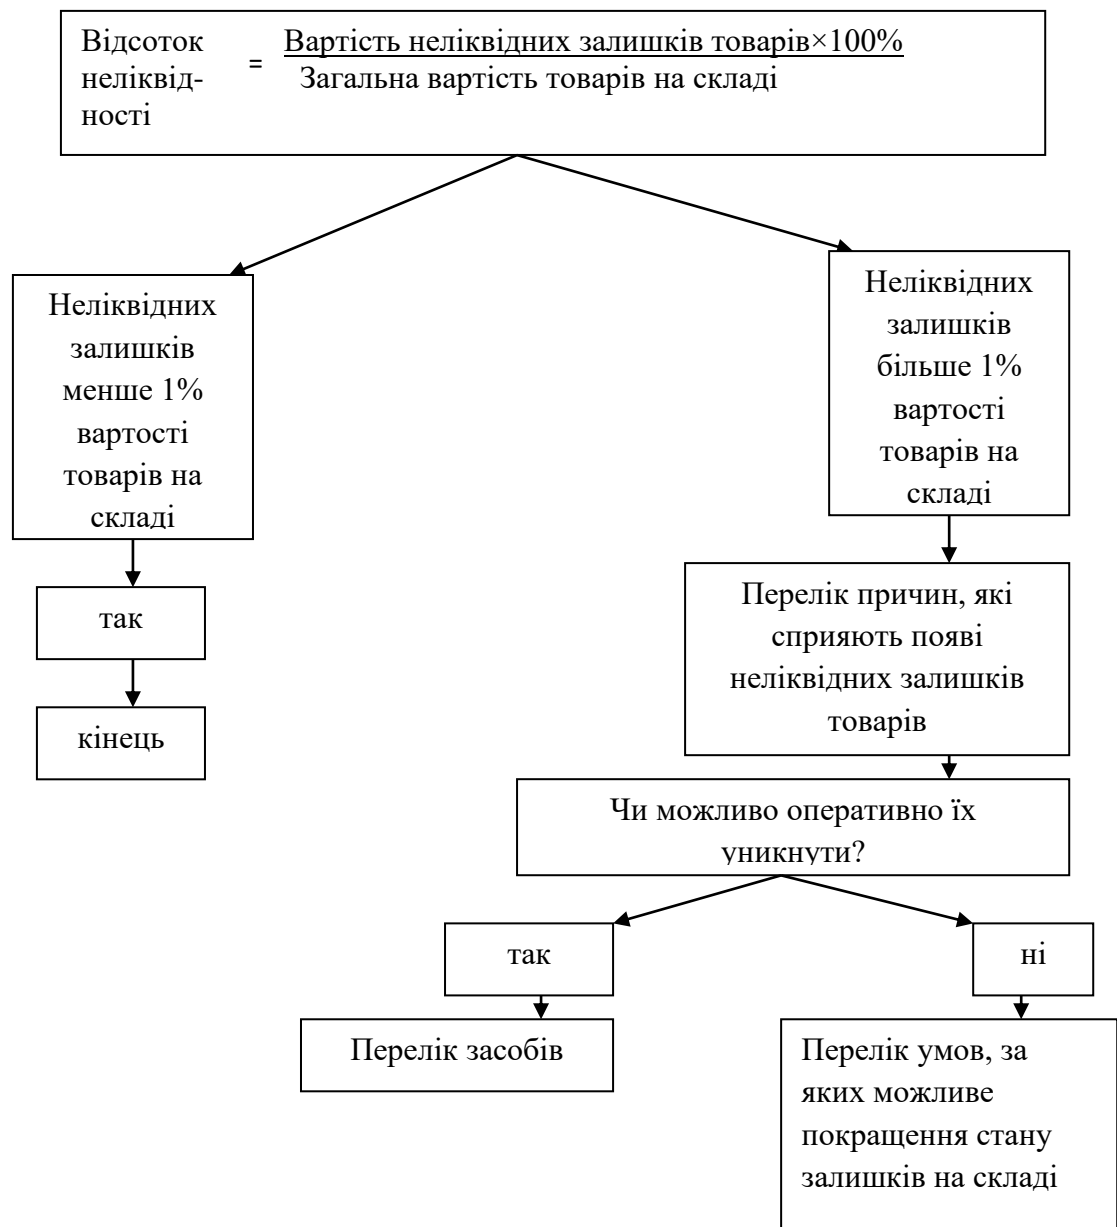 Відсоток
неліквід-
ності
=
Вартість неліквідних залишків товарів×100%
Загальна вартість товарів на складі
Неліквідних
залишків
менше 1%
вартості
товарів на
складі
Неліквідних
залишків
більше 1%
вартості
товарів на
складі
так
кінець
Перелік причин, які
сприяють появі
неліквідних залишків
товарів
Чи можливо оперативно їх
уникнути?
так
ні
Перелік засобів
Перелік умов, за
яких можливе
покращення стану
залишків на складі